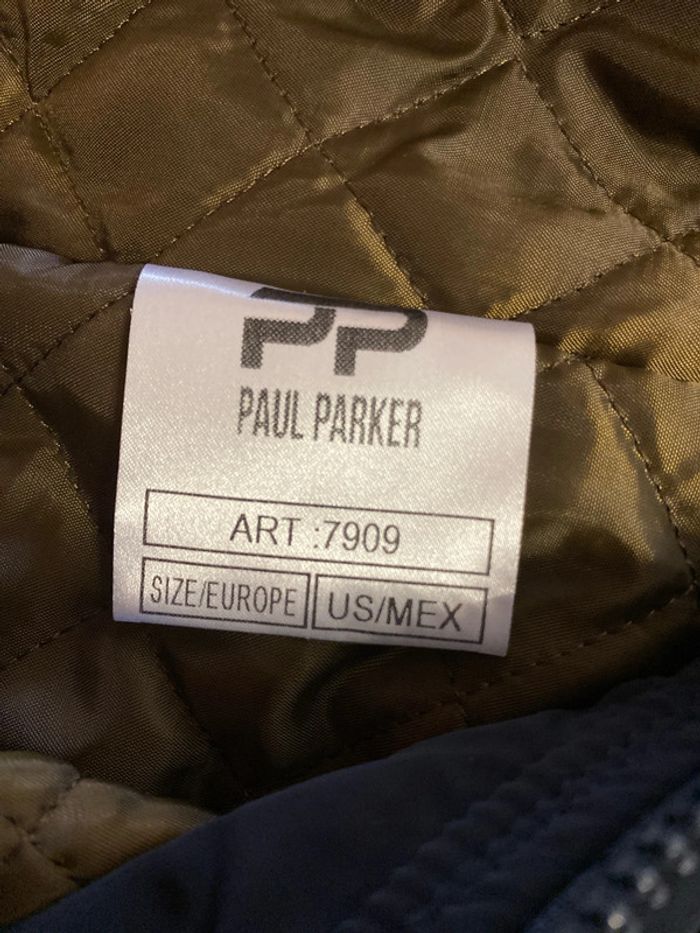 PP
PAUL PARKER
ART :7909
SIZE/EUROPE US/MEX